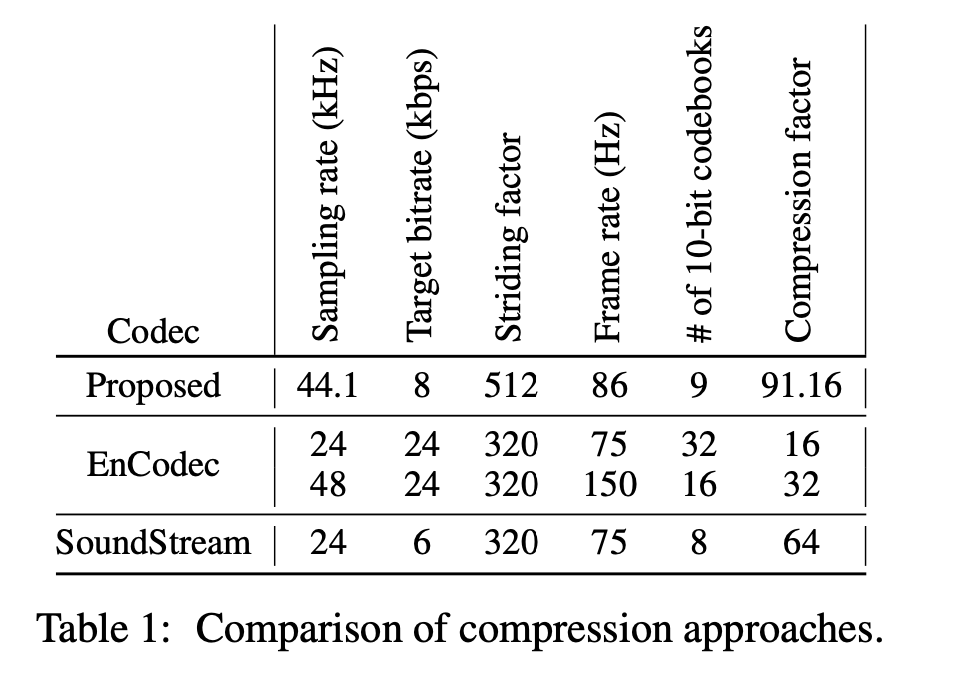 Codec Sampling rate (kHz) Target bitrate (kbps) Striding factor Frame rate (Hz) # of 10-bit codebooks Compression factor
Proposed 44.1 8 512 86 9 91.16
EnCodec 24 24 320 75 32 16
48 24 320 150 16 32
SoundStream 24 6 320 75 8 64
Table 1: Comparison of compression approaches.